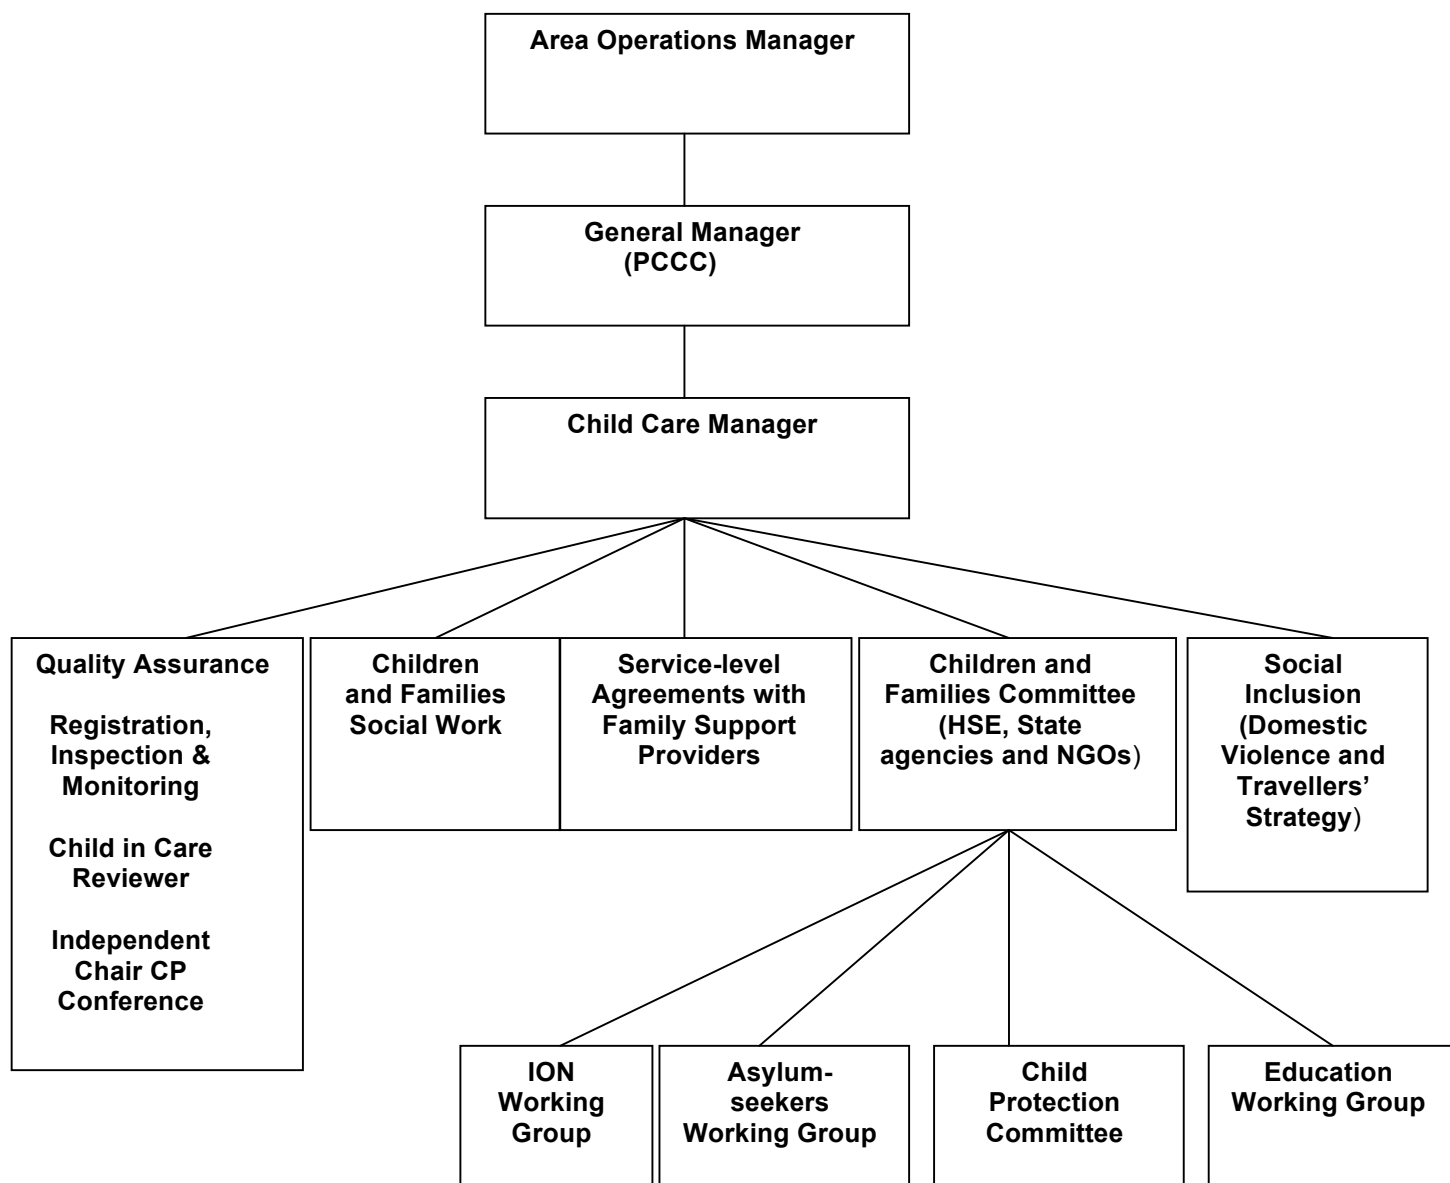 Area Operations Manager
General Manager
(PCCC)
Child Care Manager
Quality Assurance
Registration,
Inspection &
Monitoring
Child in Care
Reviewer
Independent
Chair CP
Conference
Children
and Families
Social Work
Service-level
Agreements with
Family Support
Providers
Children and
Families Committee
(HSE, State
agencies and NGOs)
Social
Inclusion
(Domestic
Violence and
Travellers’
Strategy)
ION
Working
Group
Asylum-
seekers
Working Group
Child
Protection
Committee
Education
Working Group